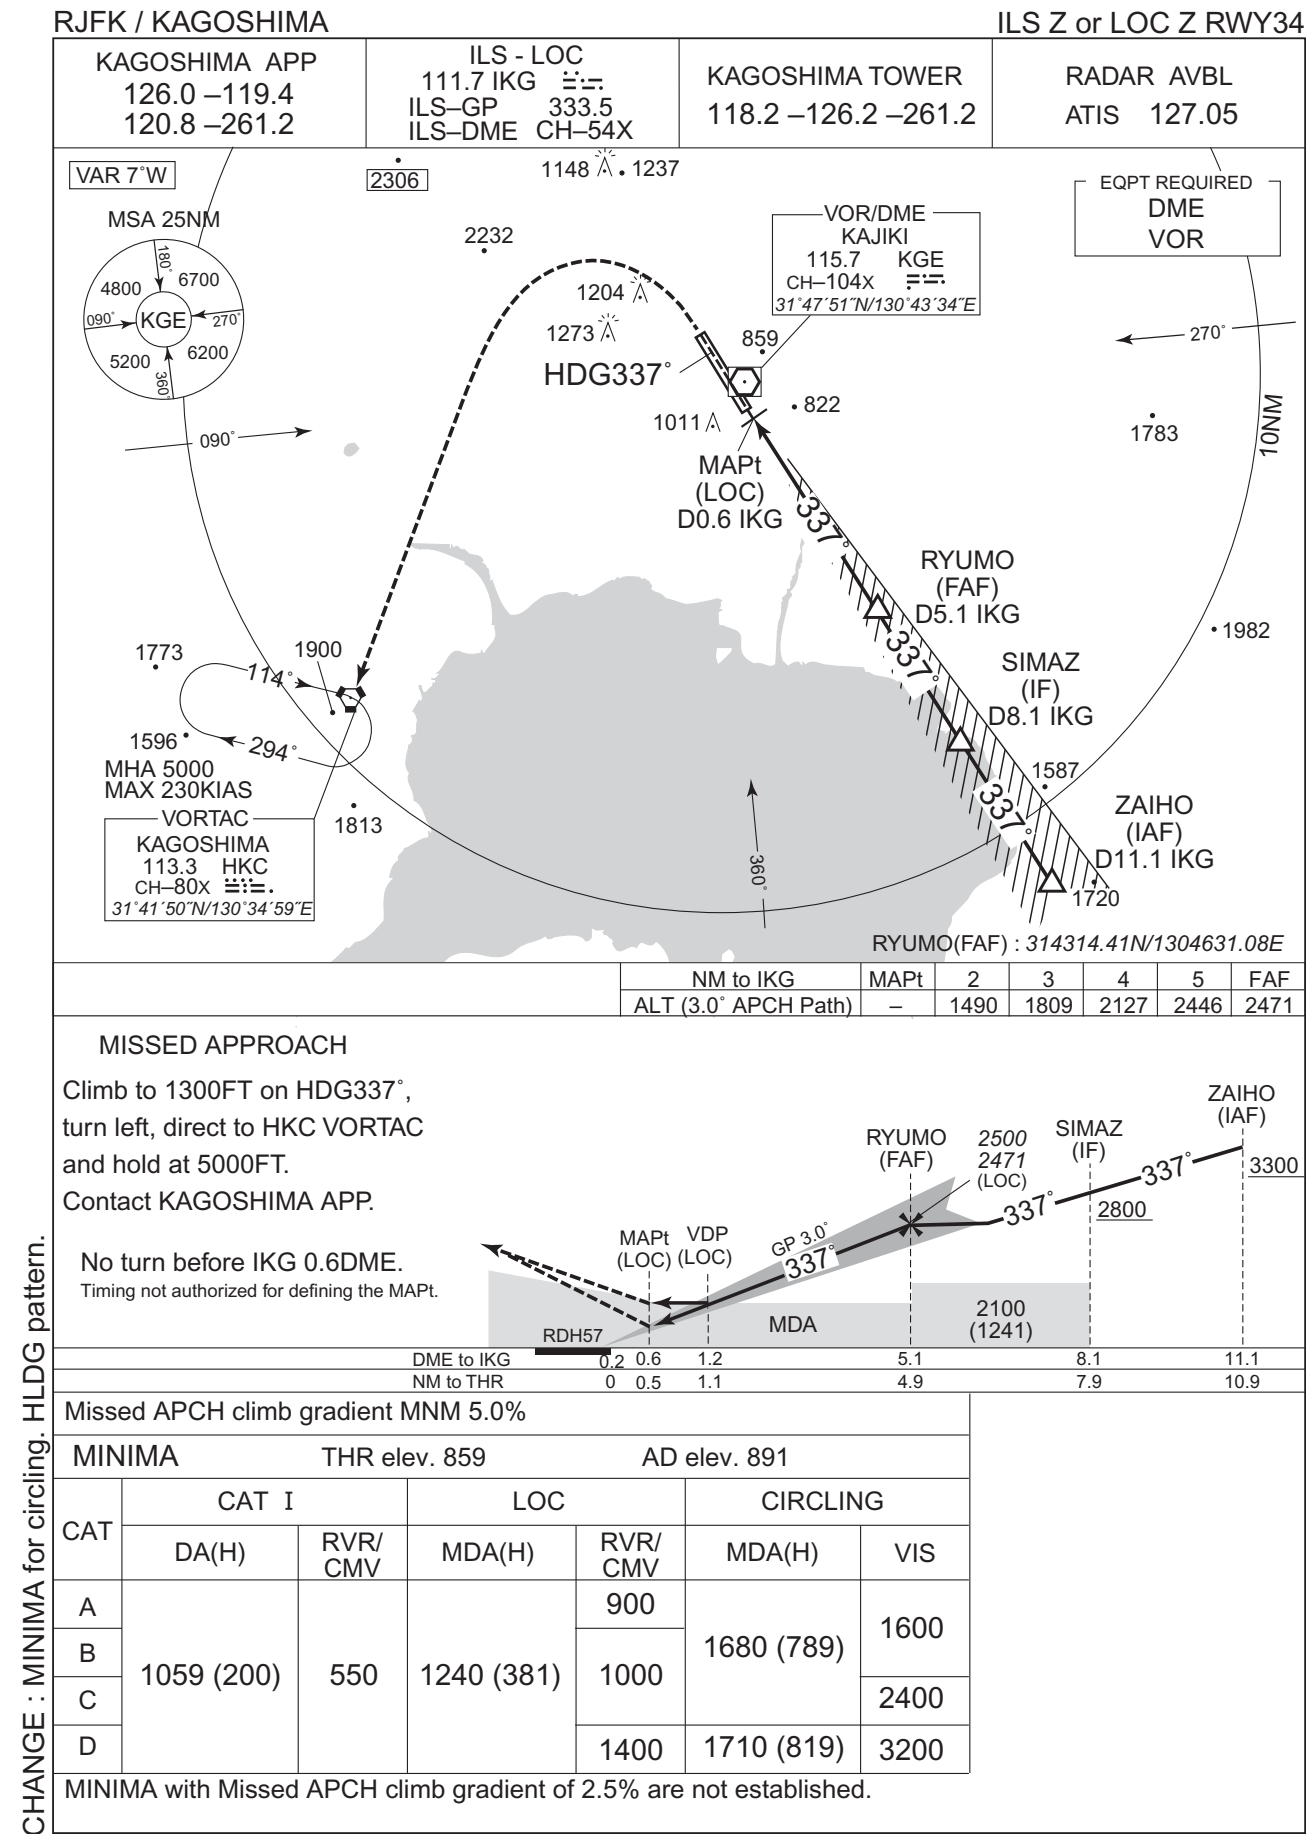 RJFK / KAGOSHIMA
ILS Z or LOC Z RWY34
KAGOSHIMA APP
126.0 –119.4
120.8 –261.2
ILS - LOC
111.7 IKG
ILS–GP 333.5
ILS–DME CH–54X
KAGOSHIMA TOWER
118.2 –126.2 –261.2
RADAR AVBL
ATIS 127.05
VAR 7˚W
2306
1148
1237
EQPT REQUIRED
DME
VOR
MSA 25NM
180˚
4800
6700
090˚
KGE
270˚
5200
6200
360˚
2232
VOR/DME
KAJIKI
115.7 KGE
CH–104X
31˚47´51˝N/130˚43´34˝E
1204
1273
859
270˚
HDG337˚
822
1011
1783
10NM
090˚
MAPt
(LOC)
D0.6 IKG
337˚
RYUMO
(FAF)
D5.1 IKG
337˚
1982
SIMAZ
(IF)
D8.1 IKG
1773
1900
114˚
294˚
1596
MHA 5000
MAX 230KIAS
1587
337˚
ZAIHO
(IAF)
D11.1 IKG
1720
VORTAC
KAGOSHIMA
113.3 HKC
CH–80X
31˚41´50˝N/130˚34´59˝E
1813
360˚
RYUMO(FAF) : 314314.41N/1304631.08E
NM to IKG MAPt 2 3 4 5 FAF
ALT (3.0˚ APCH Path) – 1490 1809 2127 2446 2471
MISSED APPROACH
Climb to 1300FT on HDG337˚,
turn left, direct to HKC VORTAC
and hold at 5000FT.
Contact KAGOSHIMA APP.
No turn before IKG 0.6DME.
Timing not authorized for defining the MAPt.
ZAIHO
(IAF)
3300
SIMAZ
(IF)
2800
337˚
337˚
RYUMO
(FAF)
2500
2471
(LOC)
MAPt
(LOC)
VDP
(LOC)
GP 3.0˚
337˚
MDA
2100
(1241)
RDH57
DME to IKG 0.2 0.6 1.2 5.1 8.1 11.1
NM to THR 0 0.5 1.1 4.9 7.9 10.9
Missed APCH climb gradient MNM 5.0%
MINIMA THR elev. 859 AD elev. 891
CAT
CAT I
LOC
CIRCLING
DA(H)
RVR/
CMV
MDA(H)
RVR/
CMV
MDA(H)
VIS
A
B
C
D
1059 (200)
550
1240 (381)
900
1000
1400
1680 (789)
1710 (819)
1600
2400
3200
MINIMA with Missed APCH climb gradient of 2.5% are not established.
CHANGE : MINIMA for circling. HLDG pattern.